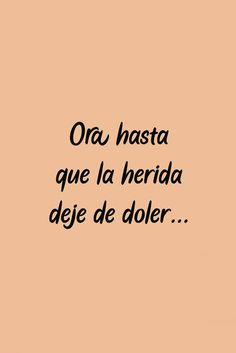 Ora hasta
que la herida
deje de doler...